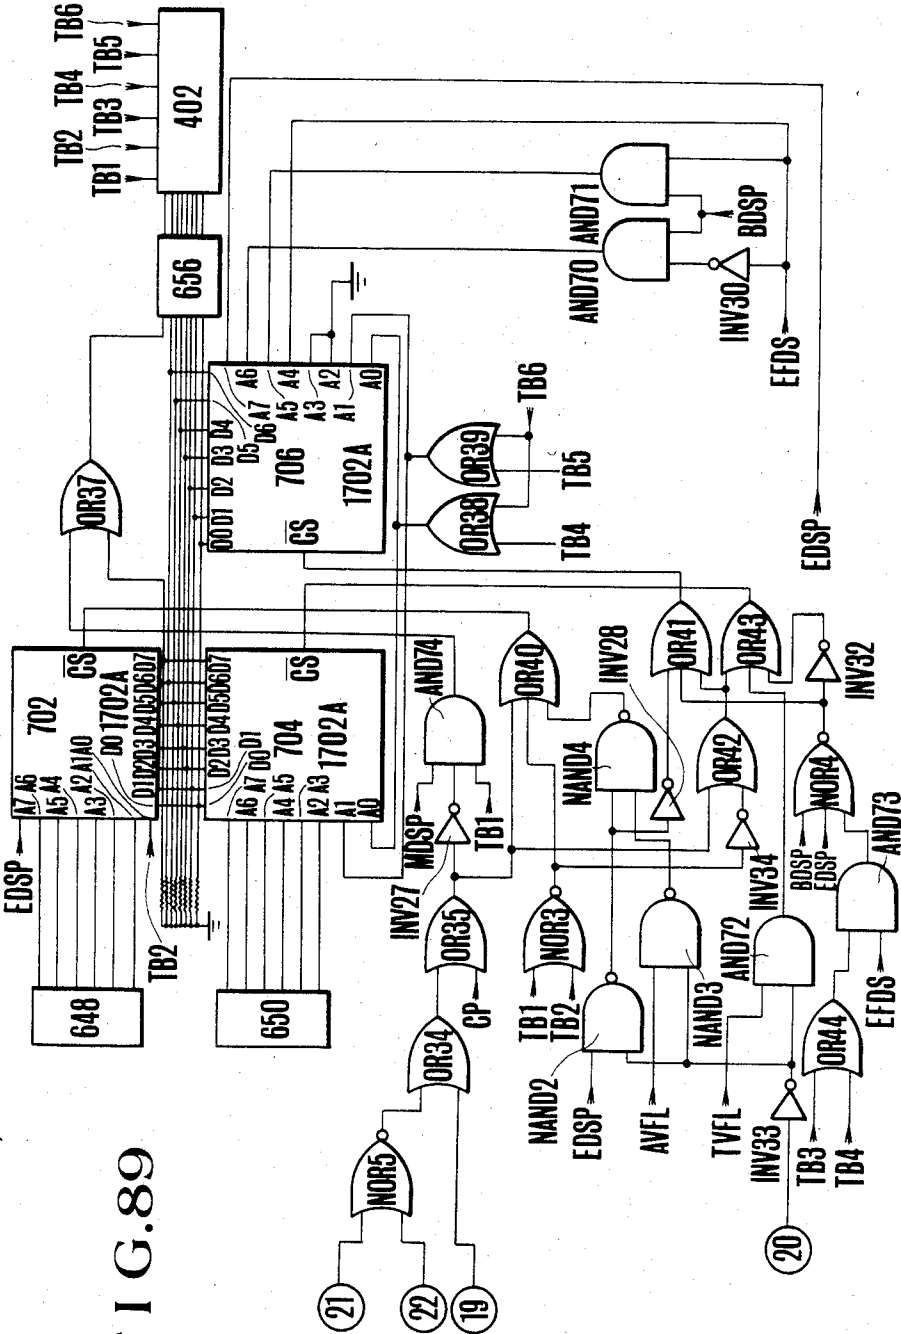 I G.89
EDSP
A7
A6
A5
A4
A3
A2
A1
A0
702
1702A
CS
D0
D1
D2
D3
D4
D5
D6
D7
648
TB2
OR37
656
402
TB1
TB2
TB3
TB4
TB5
TB6
650
A6
A7
A4
A5
A2
A3
A1
A0
704
1702A
CS
D2
D3
D0
D1
D4
D5
D6
D7
D0
D1
D2
D3
D4
D5
D6
706
1702A
CS
A6
A7
A5
A4
A3
A2
A1
A0
21
22
19
NOR5
OR34
OR35
CP
INV27
MDSP
TB1
AND74
OR38
OR39
TB4
TB5
TB6
TB1
TB2
NOR3
OR40
NAND2
EDSP
AVFL
NAND3
NAND4
INV28
OR41
OR43
OR42
INV34
TVFL
AND72
INV33
20
TB3
TB4
OR44
EFDS
AND73
BDSP
EDSP
NOR4
INV32
EDSP
EFDS
INV30
AND70
AND71
BDSP